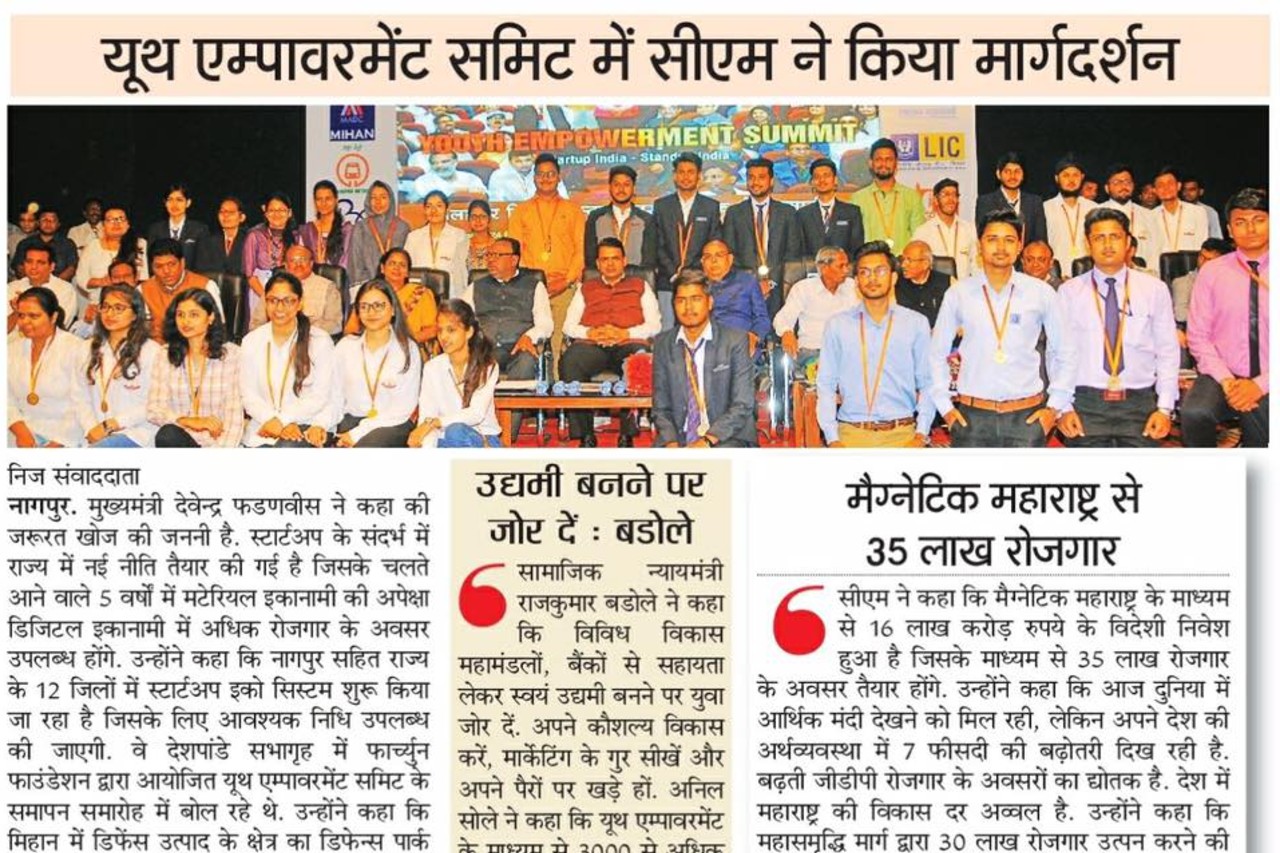 यूथ एम्पावरमेंट समिट में सीएम ने किया मार्गदर्शन
MIHAN
YOUTH EMPOWERMENT SUMMIT
LIC
निज संवाददाता
नागपुर. मुख्यमंत्री देवेन्द्र फडणवीस ने कहा की
जरूरत खोज की जननी है. स्टार्टअप के संदर्भ में
राज्य में नई नीति तैयार की गई है जिसके चलते
आने वाले 5 वर्षों में मटेरियल इकानामी की अपेक्षा
डिजिटल इकानामी में अधिक रोजगार के अवसर
उपलब्ध होंगे. उन्होंने कहा कि नागपुर सहित राज्य
के 12 जिलों में स्टार्टअप इको सिस्टम शुरू किया
जा रहा है जिसके लिए आवश्यक निधि उपलब्ध
की जाएगी. वे देशपांडे सभागृह में फार्च्युन
फाउंडेशन द्वारा आयोजित यूथ एम्पावरमेंट समिट के
समापन समारोह में बोल रहे थे. उन्होंने कहा कि
मिहान में डिफेंस उत्पाद के क्षेत्र का डिफेन्स पार्क
उद्यमी बनने पर
जोर दें : बडोले
सामाजिक न्यायमंत्री
राजकुमार बडोले ने कहा
कि विविध विकास
महामंडलों, बैंकों से सहायता
लेकर स्वयं उद्यमी बनने पर युवा
जोर दें. अपने कौशल्य विकास
करें, मार्केटिंग के गुर सीखें और
अपने पैरों पर खड़े हों. अनिल
सोले ने कहा कि यूथ एम्पावरमेंट
के माध्यम से 3000 से अधिक
मैग्नेटिक महाराष्ट्र से
35 लाख रोजगार
सीएम ने कहा कि मैग्नेटिक महाराष्ट्र के माध्यम
से 16 लाख करोड़ रुपये के विदेशी निवेश
हुआ है जिसके माध्यम से 35 लाख रोजगार
के अवसर तैयार होंगे. उन्होंने कहा कि आज दुनिया में
आर्थिक मंदी देखने को मिल रही, लेकिन अपने देश की
अर्थव्यवस्था में 7 फीसदी की बढ़ोतरी दिख रही है.
बढ़ती जीडीपी रोजगार के अवसरों का द्योतक है. देश में
महाराष्ट्र की विकास दर अव्वल है. उन्होंने कहा कि
महासमृद्धि मार्ग द्वारा 30 लाख रोजगार उत्पन करने की